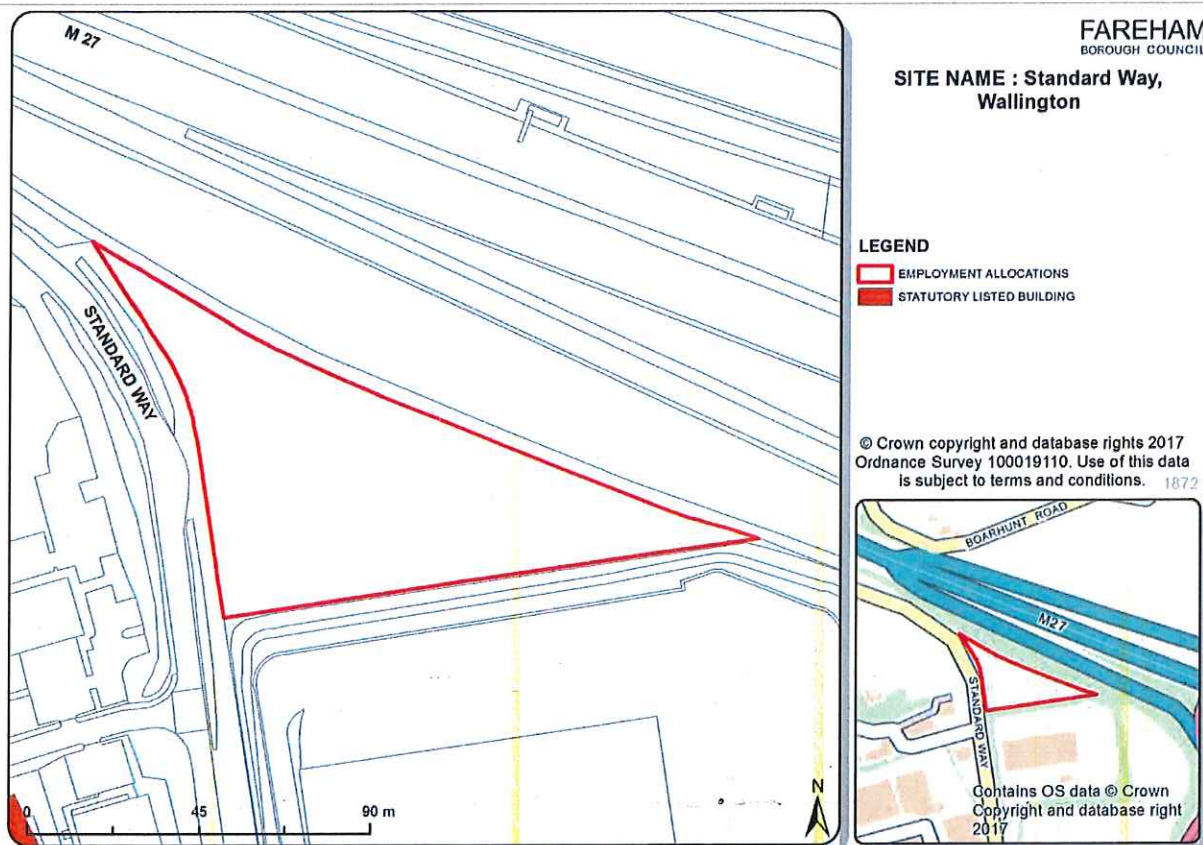 M 27
STANDARD WAY
0 45 90 m
N
FAREHAM
BOROUGH COUNCIL
SITE NAME : Standard Way,
Wallington
LEGEND
EMPLOYMENT ALLOCATIONS
STATUTORY LISTED BUILDING
© Crown copyright and database rights 2017
Ordnance Survey 100019110. Use of this data
is subject to terms and conditions. 1872
BOARHUNT ROAD
M27
STANDARD WAY
Contains OS data © Crown
Copyright and database right
2017